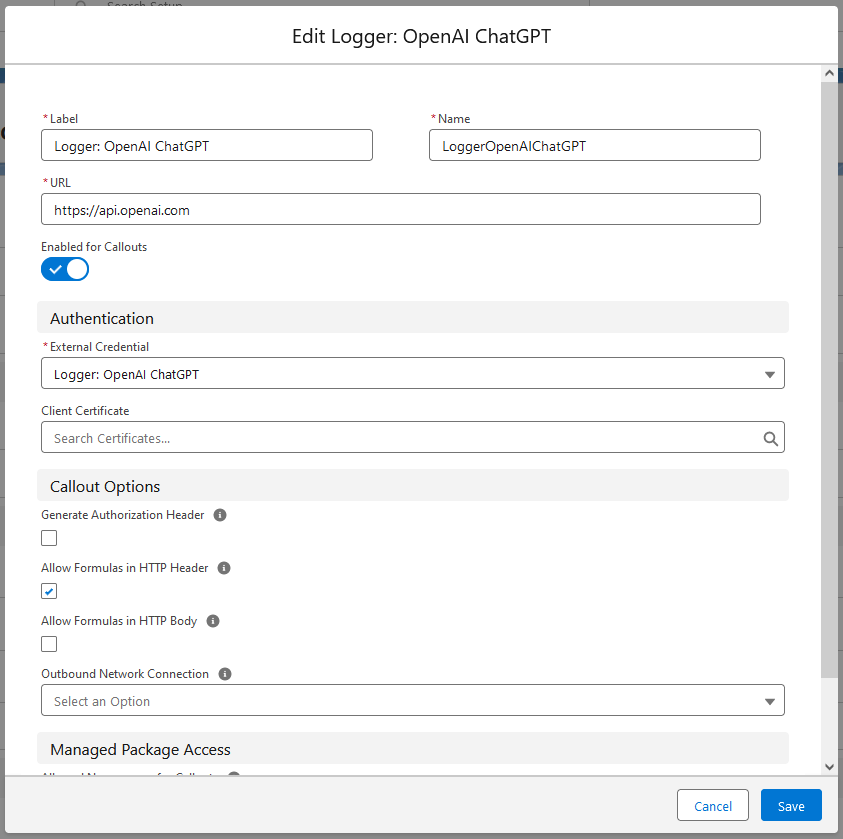 Search Setup
Edit Logger: OpenAI ChatGPT
* Label
* Name
Logger: OpenAI ChatGPT
LoggerOpenAIChatGPT
* URL
https://api.openai.com
Enabled for Callouts
Authentication
* External Credential
Logger: OpenAI ChatGPT
Client Certificate
Search Certificates...
Callout Options
Generate Authorization Header
Allow Formulas in HTTP Header
Allow Formulas in HTTP Body
Outbound Network Connection
Select an Option
Managed Package Access
Cancel
Save